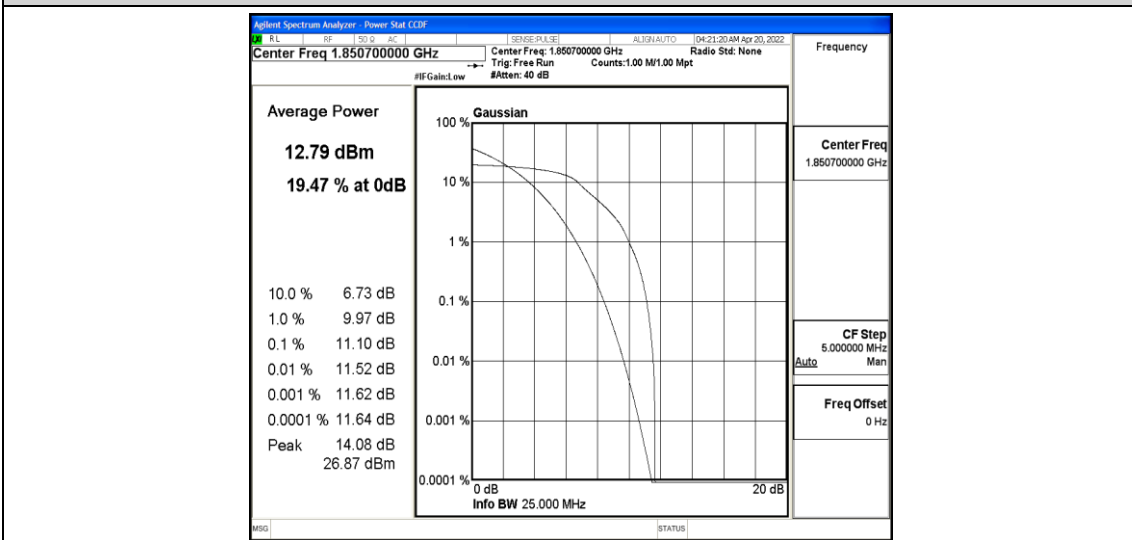 Agilent Spectrum Analyzer - Power Stat CCDF
RL RF 50 Ω AC SENSE:PULSE ALIGN AUTO 04:21:20 AM Apr 20, 2022
Center Freq 1.850700000 GHz
Center Freq: 1.850700000 GHz Radio Std: None
Trig: Free Run Counts:1.00 M/1.00 Mpt
#IFGain:Low #Atten: 40 dB
Frequency
Average Power
12.79 dBm
19.47 % at 0dB
10.0 % 6.73 dB
1.0 % 9.97 dB
0.1 % 11.10 dB
0.01 % 11.52 dB
0.001 % 11.62 dB
0.0001 % 11.64 dB
Peak 14.08 dB
26.87 dBm
Gaussian
100 %
10 %
1 %
0.1 %
0.01 %
0.001 %
0.0001 %
0 dB 20 dB
Info BW 25.000 MHz
Center Freq
1.850700000 GHz
CF Step
5.000000 MHz
Auto Man
Freq Offset
0 Hz
MSG STATUS